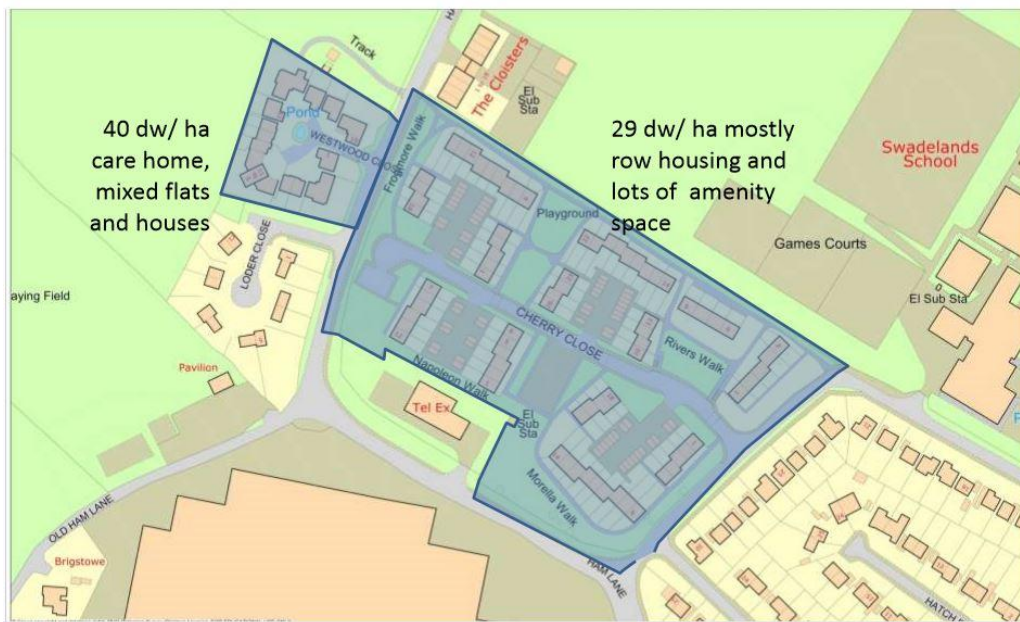 Track
HA
The Cloisters
El
Sub
Sta
40 dw/ ha
care home,
mixed flats
and houses
Pond
WESTWOOD CLO
Frogmore Walk
29 dw/ ha mostly
row housing and
lots of amenity
space
Swadelands
School
Playground
Games Courts
LODER CLOSE
aying Field
El Sub Sta
CHERRY CLOSE
Rivers Walk
Pavilion
Napoleon Walk
Tel Ex
El
Sub
Sta
Morella Walk
OLD HAM LANE
Brigstowe
HAM LANE
HATCH